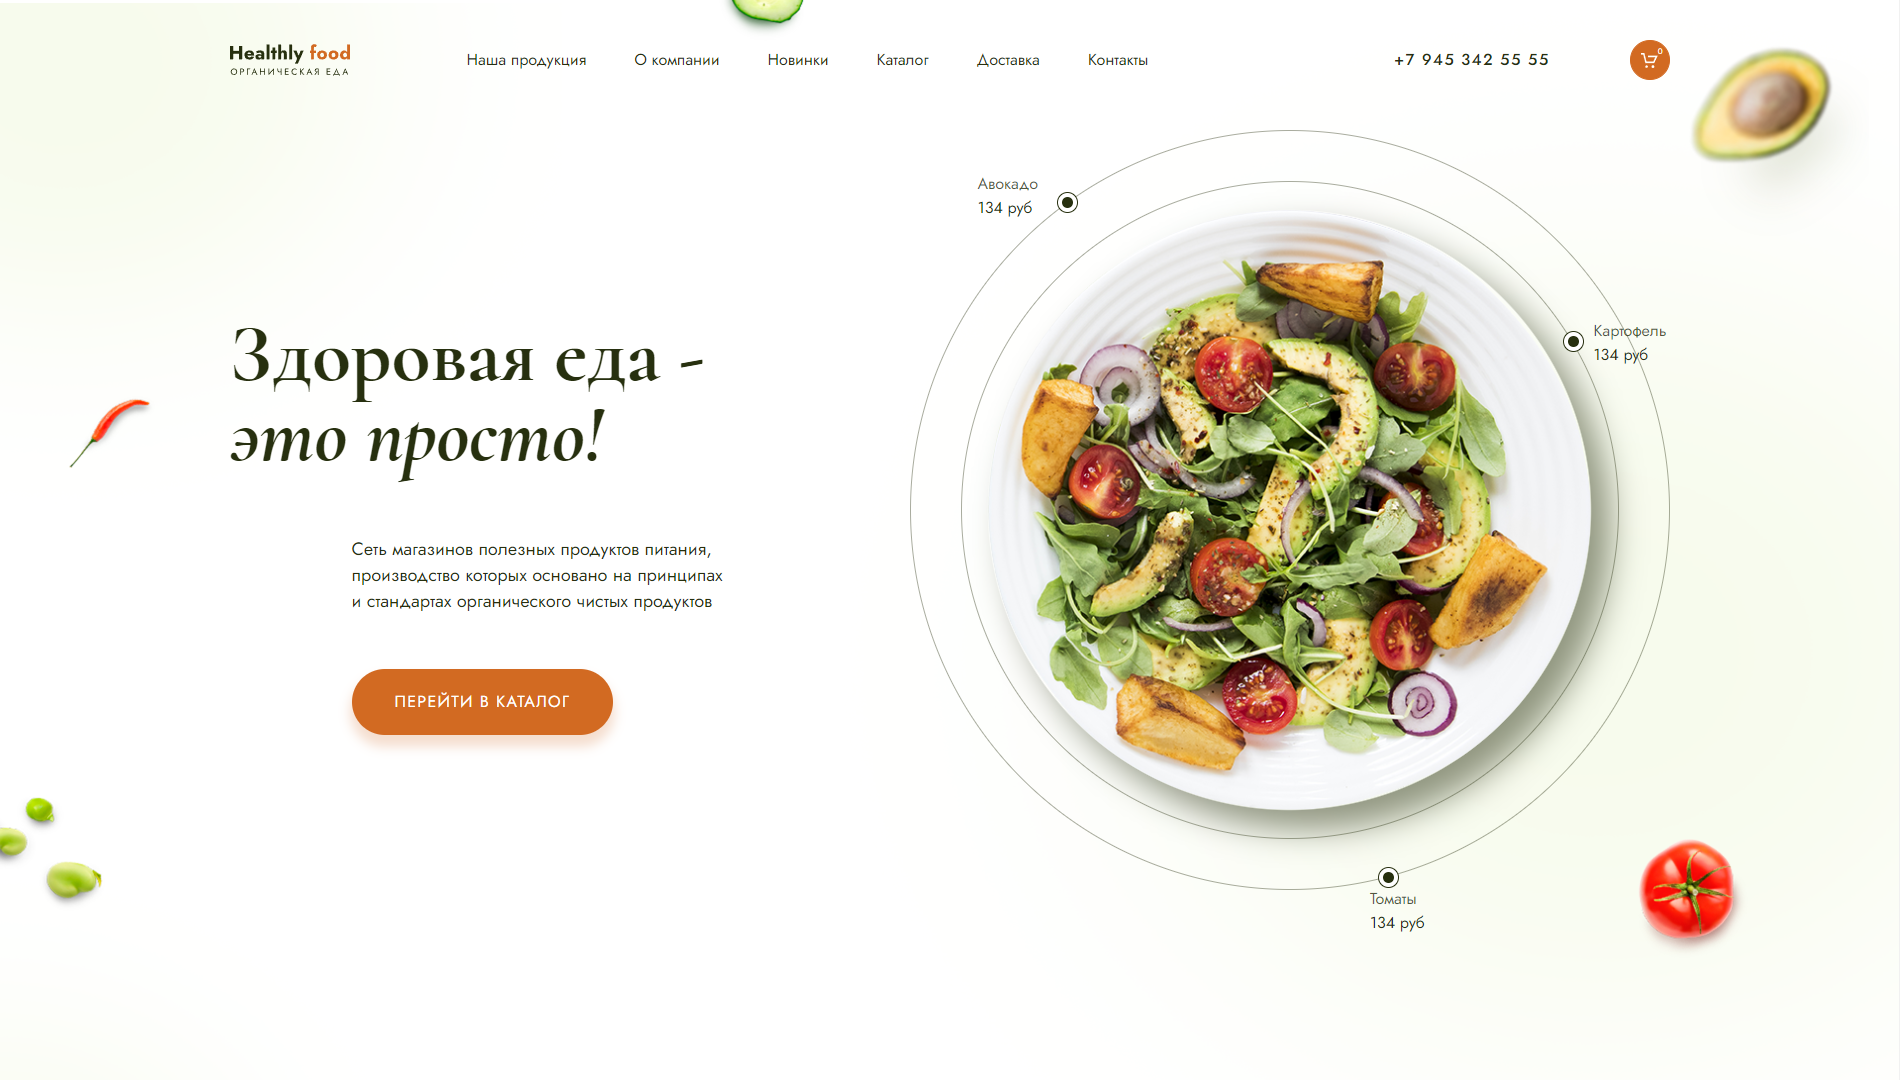 Healthly food
ОРГАНИЧЕСКАЯ ЕДА
Наша продукция
О компании
Новинки
Каталог
Доставка
Контакты
+7 945 342 55 55
0
Авокадо
134 руб
Картофель
134 руб
Здоровая еда -
это просто!
Сеть магазинов полезных продуктов питания,
производство которых основано на принципах
и стандартах органического чистых продуктов
ПЕРЕЙТИ В КАТАЛОГ
Томаты
134 руб